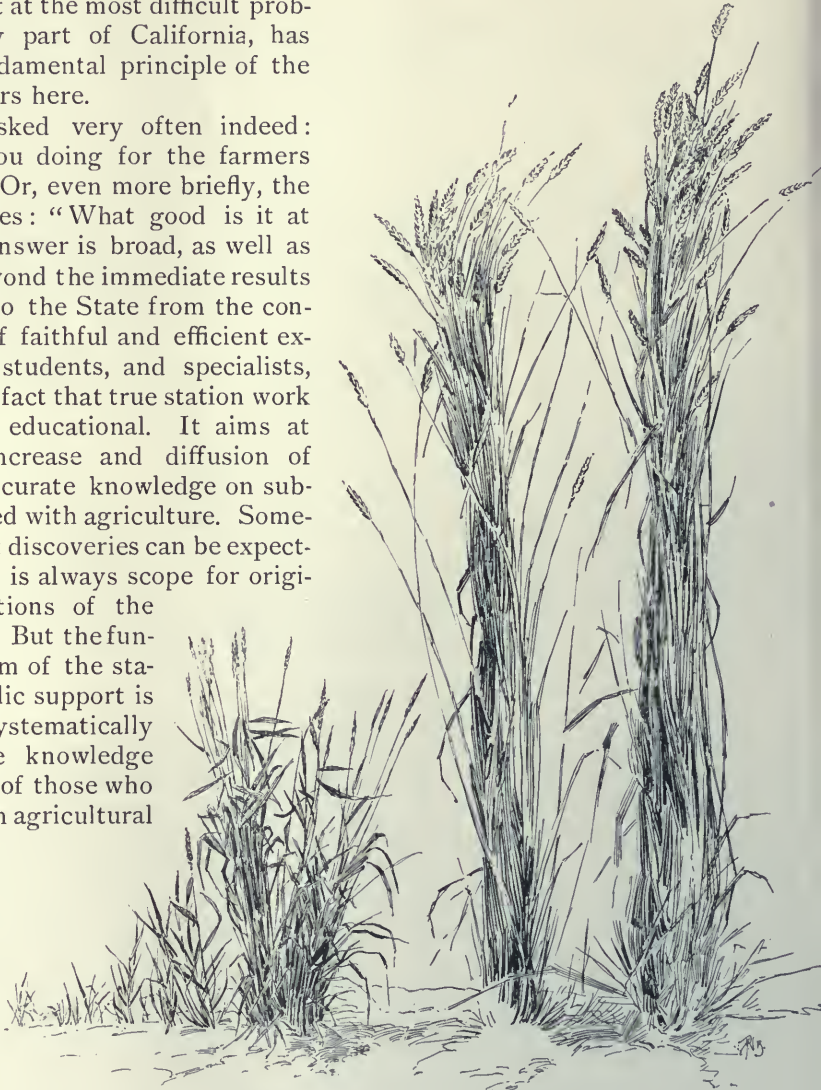 at the most difficult prob-
part of California, has
damental principle of the
rs here.
sked very often indeed:
ou doing for the farmers
Or, even more briefly, the
es: "What good is it at
nswer is broad, as well as
yond the immediate results
o the State from the con-
f faithful and efficient ex-
students, and specialists,
fact that true station work
educational. It aims at
ncrease and diffusion of
curate knowledge on sub-
ed with agriculture. Some-
discoveries can be expect-
is always scope for origi-
tions of the
But the fun-
m of the sta-
lic support is
ystematically
e knowledge
of those who
n agricultural